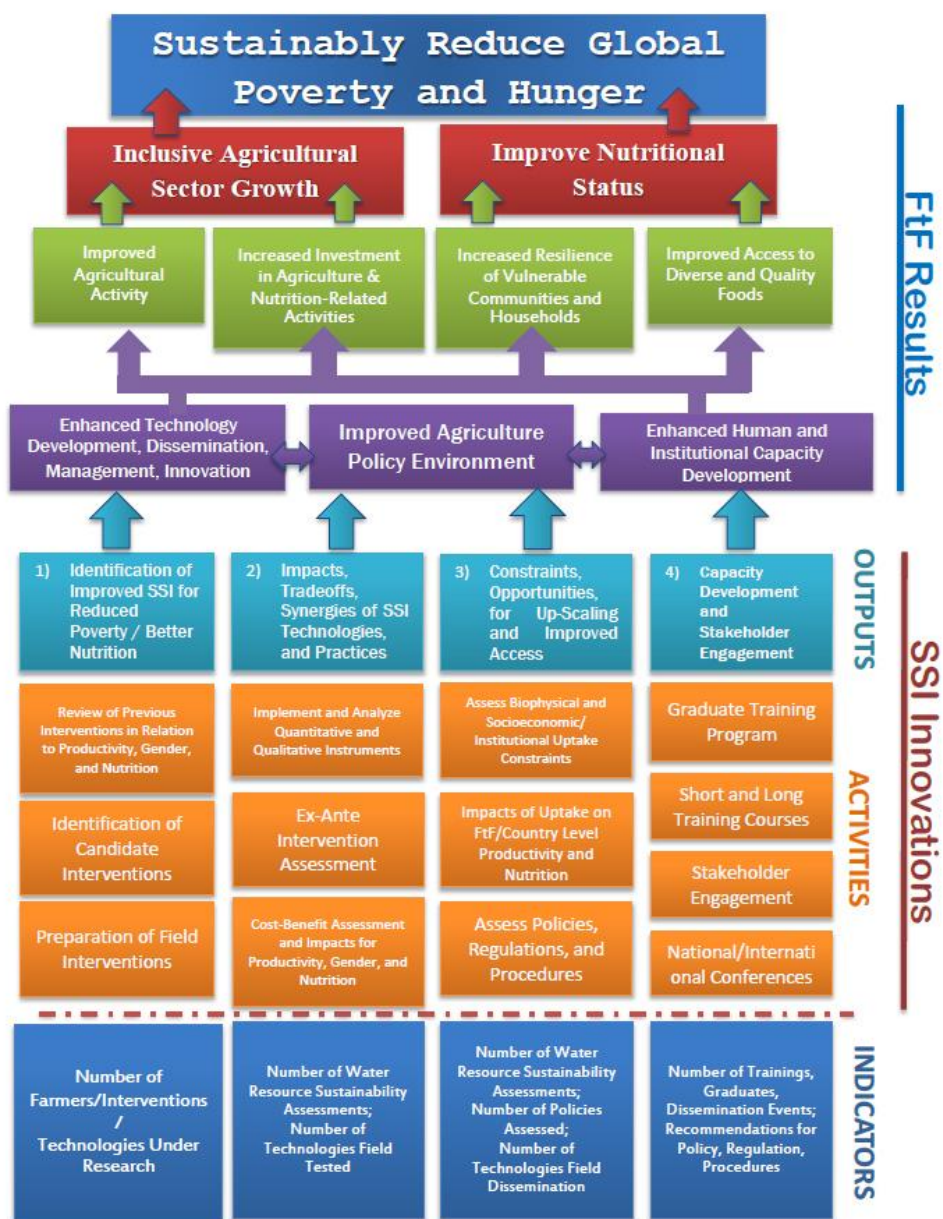 Sustainably Reduce Global
Poverty and Hunger
Inclusive Agricultural
Sector Growth
Improve Nutritional
Status
Improved
Agricultural
Activity
Increased Investment
in Agriculture &
Nutrition-Related
Activities
Increased Resilience
of Vulnerable
Communities and
Households
Improved Access to
Diverse and Quality
Foods
FtF Results
Enhanced Technology
Development, Dissemination,
Management, Innovation
Improved Agriculture
Policy Environment
Enhanced Human and
Institutional Capacity
Development
1) Identification of
Improved SSI for
Reduced
Poverty / Better
Nutrition
2) Impacts,
Tradeoffs,
Synergies of SSI
Technologies,
and Practices
3) Constraints,
Opportunities,
for Up-Scaling
and Improved
Access
4) Capacity
Development
and
Stakeholder
Engagement
OUTPUTS
SSI Innovations
Review of Previous
Interventions in Relation
to Productivity, Gender,
and Nutrition
Identification of
Candidate
Interventions
Preparation of Field
Interventions
Implement and Analyze
Quantitative and
Qualitative Instruments
Ex-Ante
Intervention
Assessment
Cost-Benefit Assessment
and Impacts for
Productivity, Gender, and
Nutrition
Assess Biophysical and
Socioeconomic/
Institutional Uptake
Constraints
Impacts of Uptake on
FtF/Country Level
Productivity and
Nutrition
Assess Policies,
Regulations, and
Procedures
Graduate Training
Program
Short and Long
Training Courses
Stakeholder
Engagement
National/Internati
onal Conferences
ACTIVITIES
Number of
Farmers/Interventions
/
Technologies Under
Research
Number of Water
Resource Sustainability
Assessments;
Number of
Technologies Field
Tested
Number of Water
Resource Sustainability
Assessments;
Number of Policies
Assessed;
Number of
Technologies Field
Dissemination
Number of Trainings,
Graduates,
Dissemination Events;
Recommendations for
Policy, Regulation,
Procedures
INDICATORS